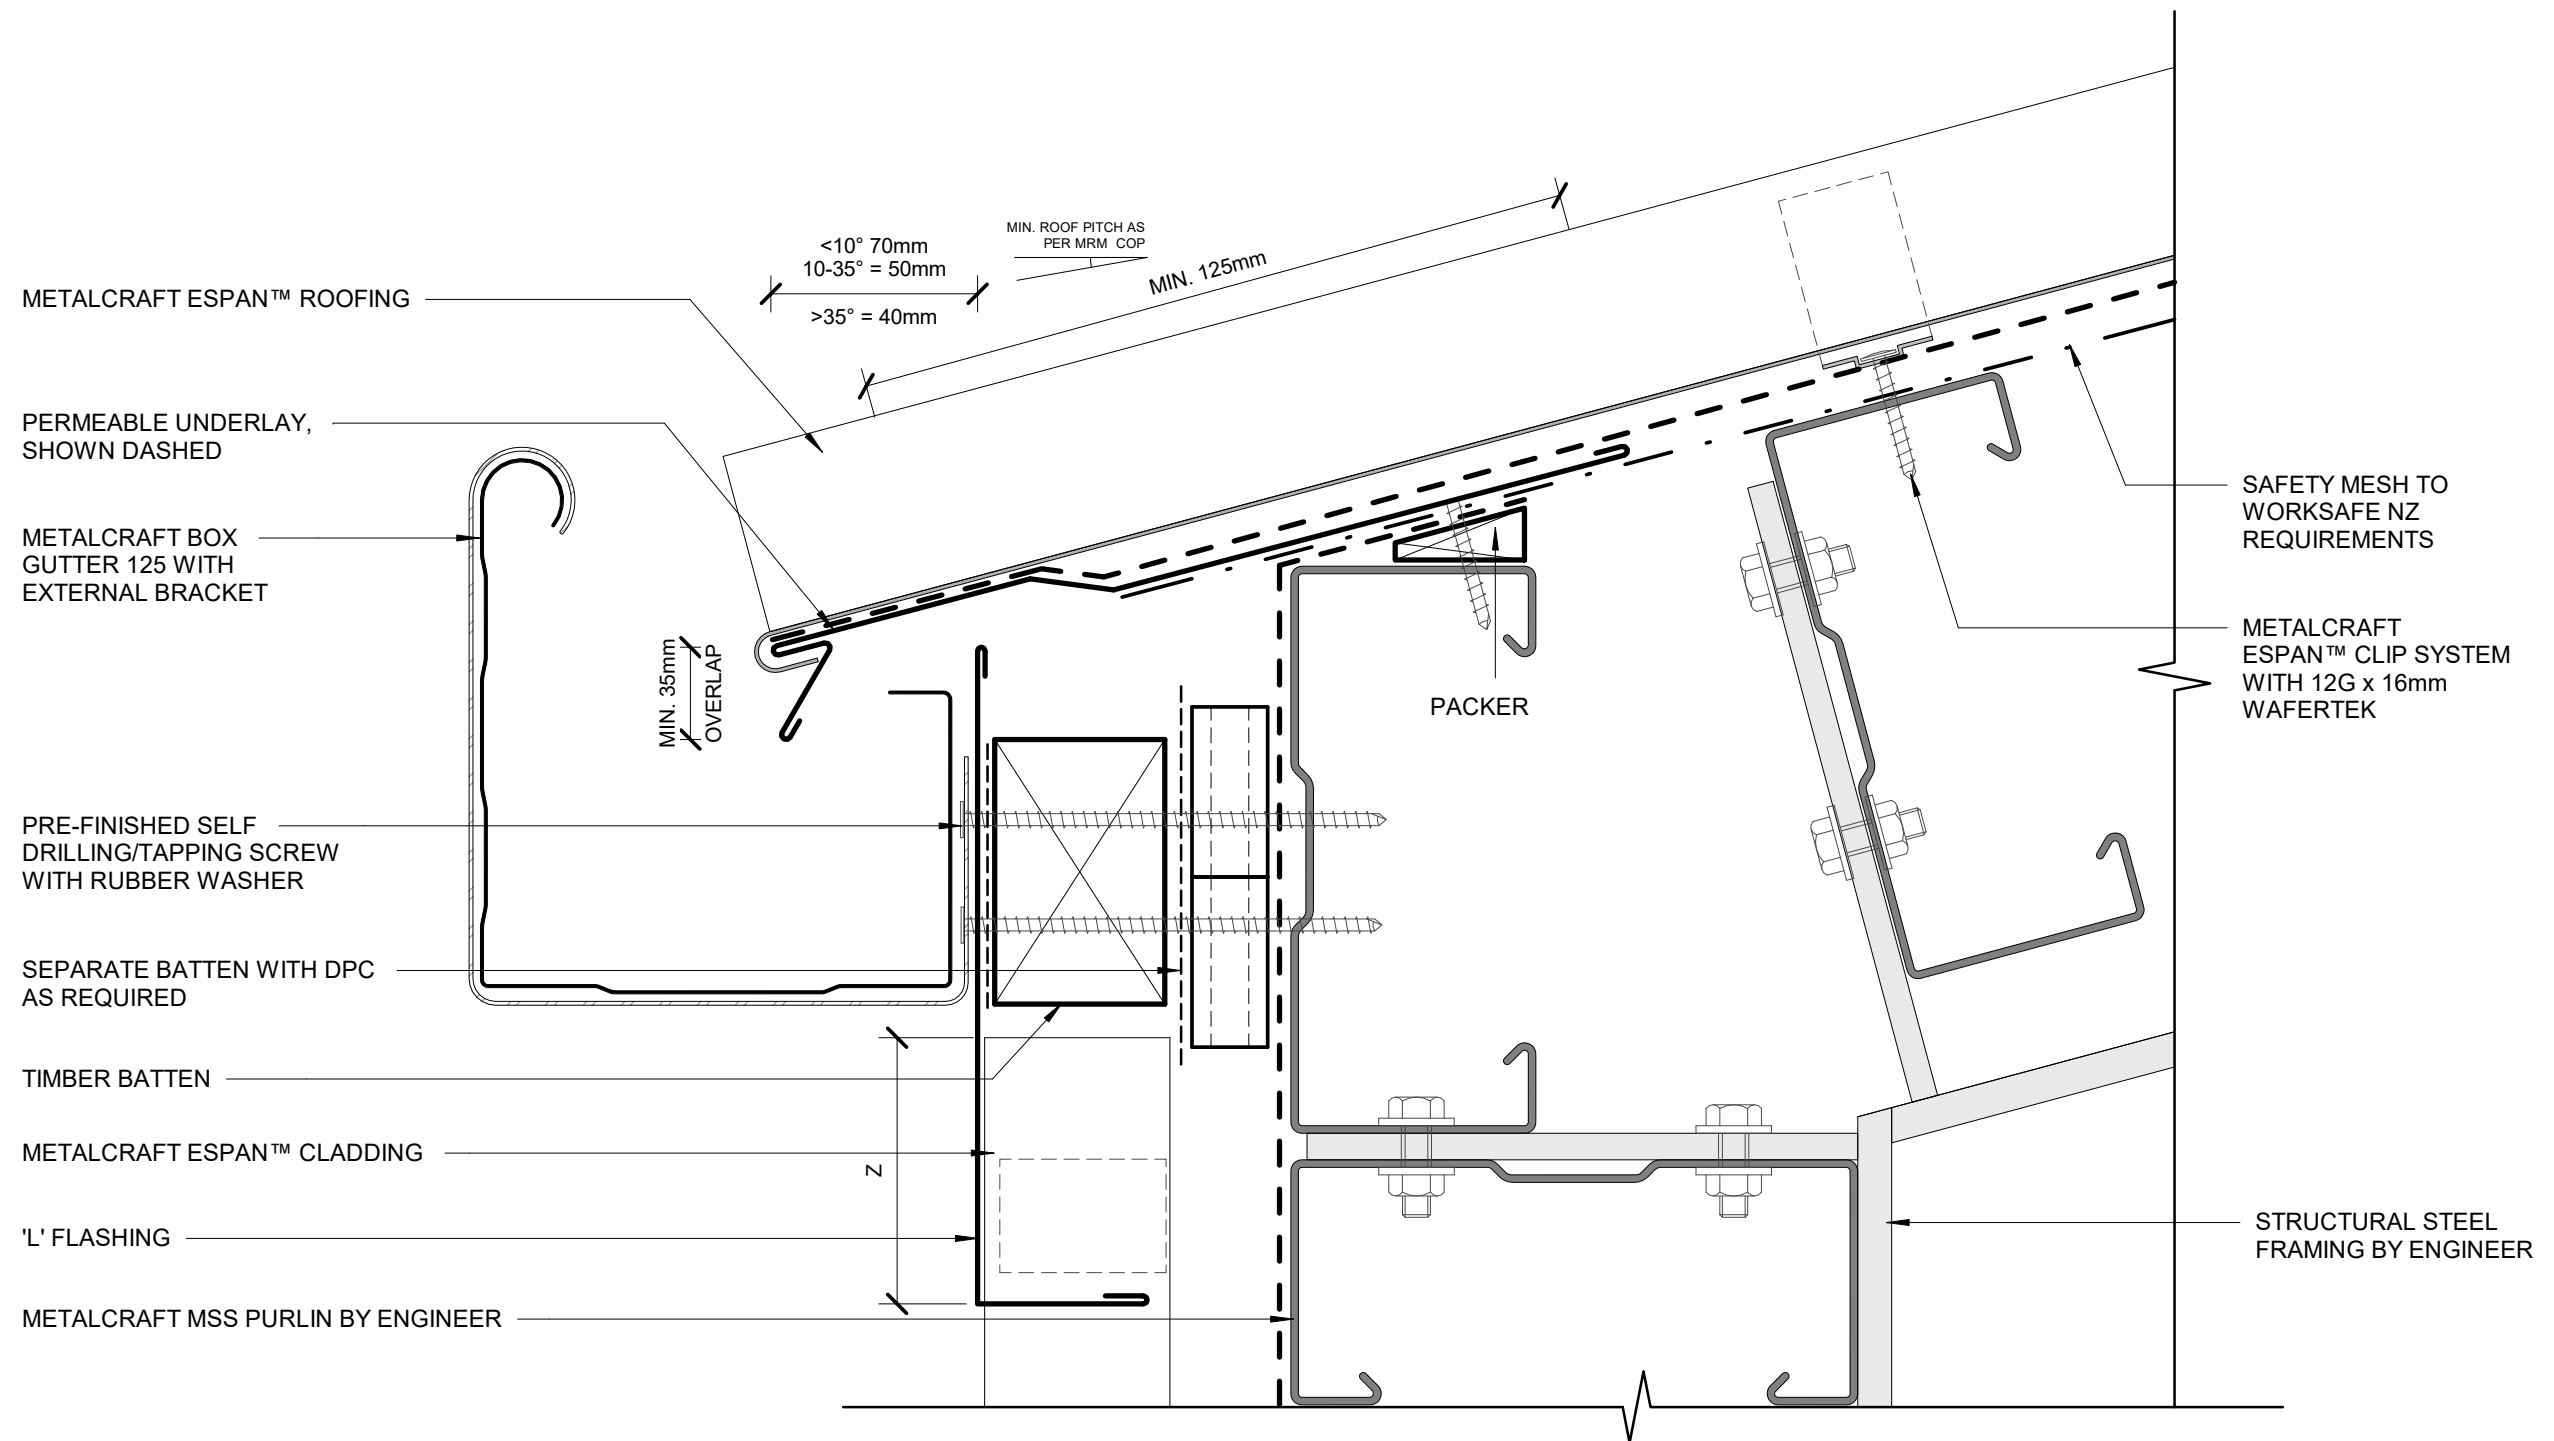 <10° 70mm
10-35° = 50mm
>35° = 40mm
MIN. ROOF PITCH AS
PER MRM COP
MIN. 125mm
METALCRAFT ESPAN™ ROOFING
PERMEABLE UNDERLAY,
SHOWN DASHED
METALCRAFT BOX
GUTTER 125 WITH
EXTERNAL BRACKET
MIN. 35mm
OVERLAP
PRE-FINISHED SELF
DRILLING/TAPPING SCREW
WITH RUBBER WASHER
SEPARATE BATTEN WITH DPC
AS REQUIRED
TIMBER BATTEN
METALCRAFT ESPAN™ CLADDING
Z
'L' FLASHING
METALCRAFT MSS PURLIN BY ENGINEER
PACKER
SAFETY MESH TO
WORKSAFE NZ
REQUIREMENTS
METALCRAFT
ESPAN™ CLIP SYSTEM
WITH 12G x 16mm
WAFERTEK
STRUCTURAL STEEL
FRAMING BY ENGINEER